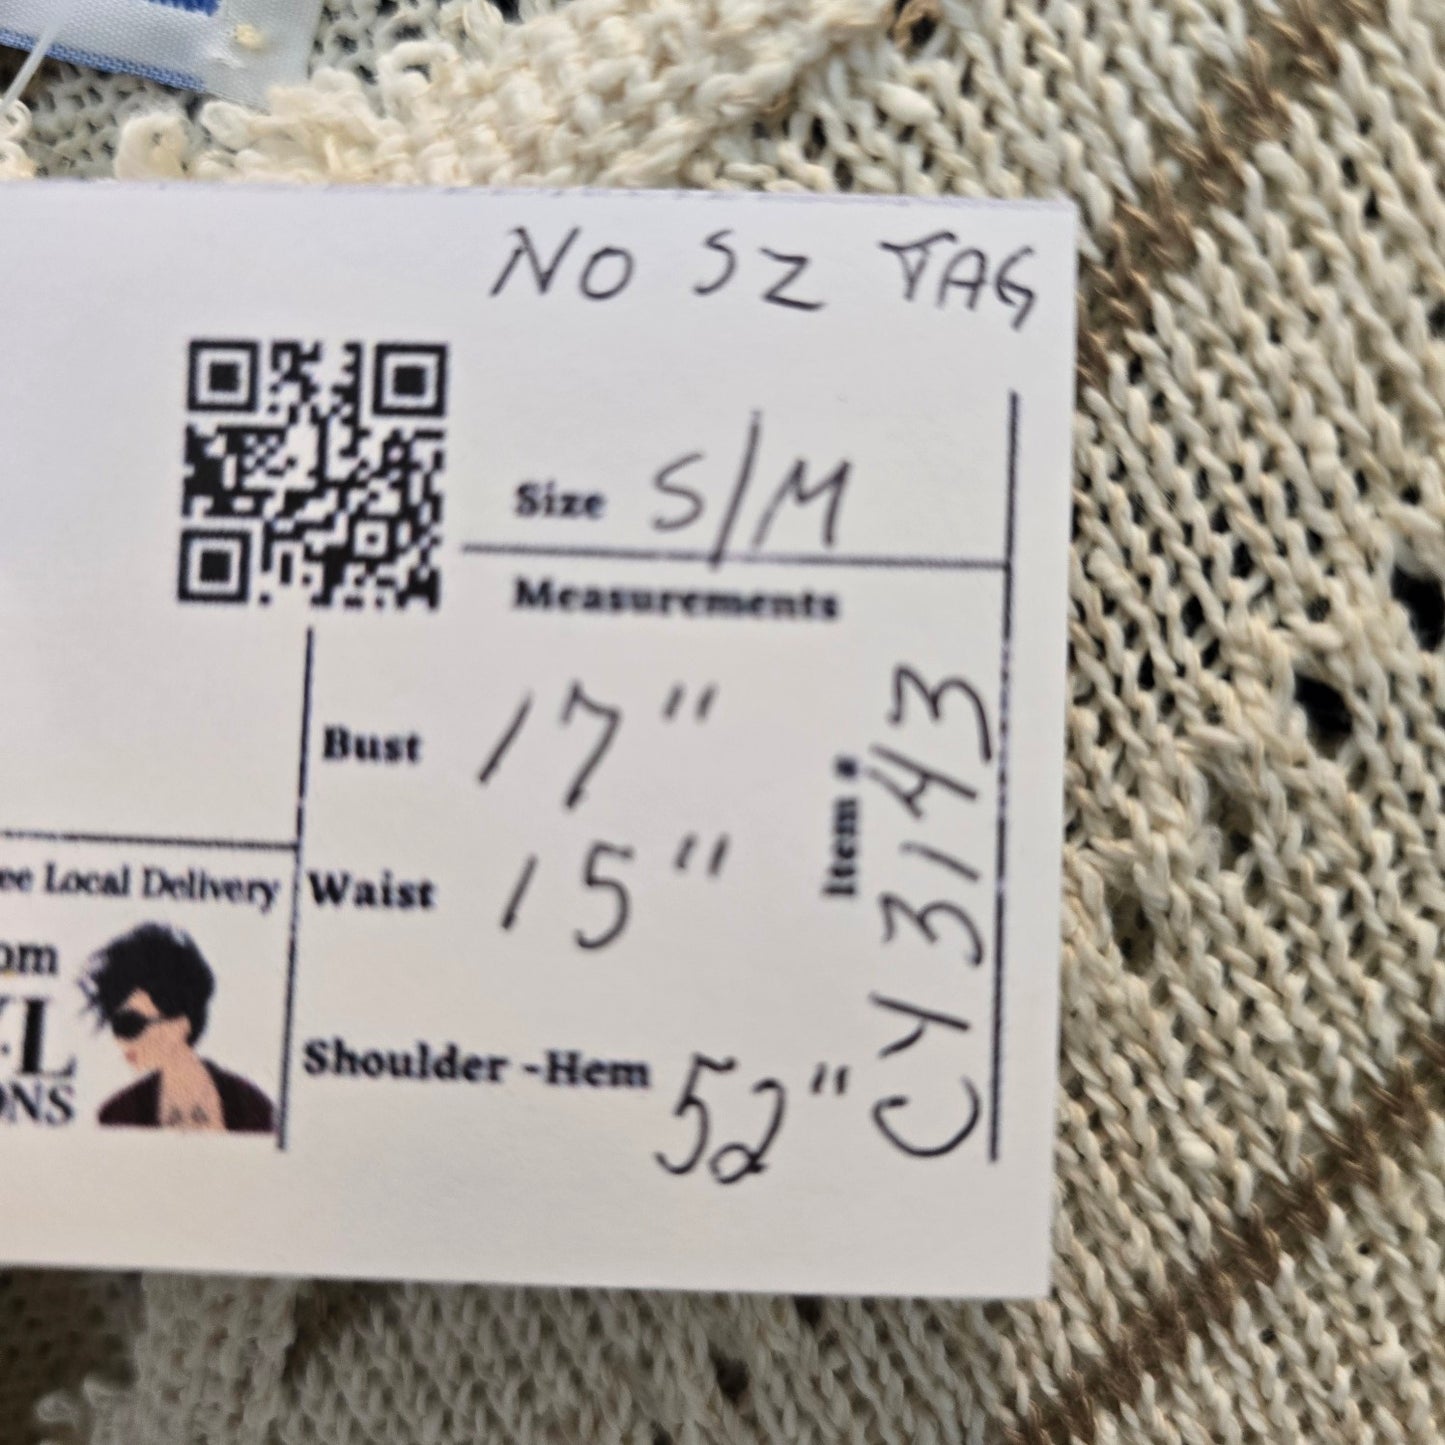 NO SZ TAG
Size S/M
Measurements
Bust 17"
Waist 15"
Shoulder -Hem 52"
Item # CY3143
ee Local Delivery
om
L
ONS